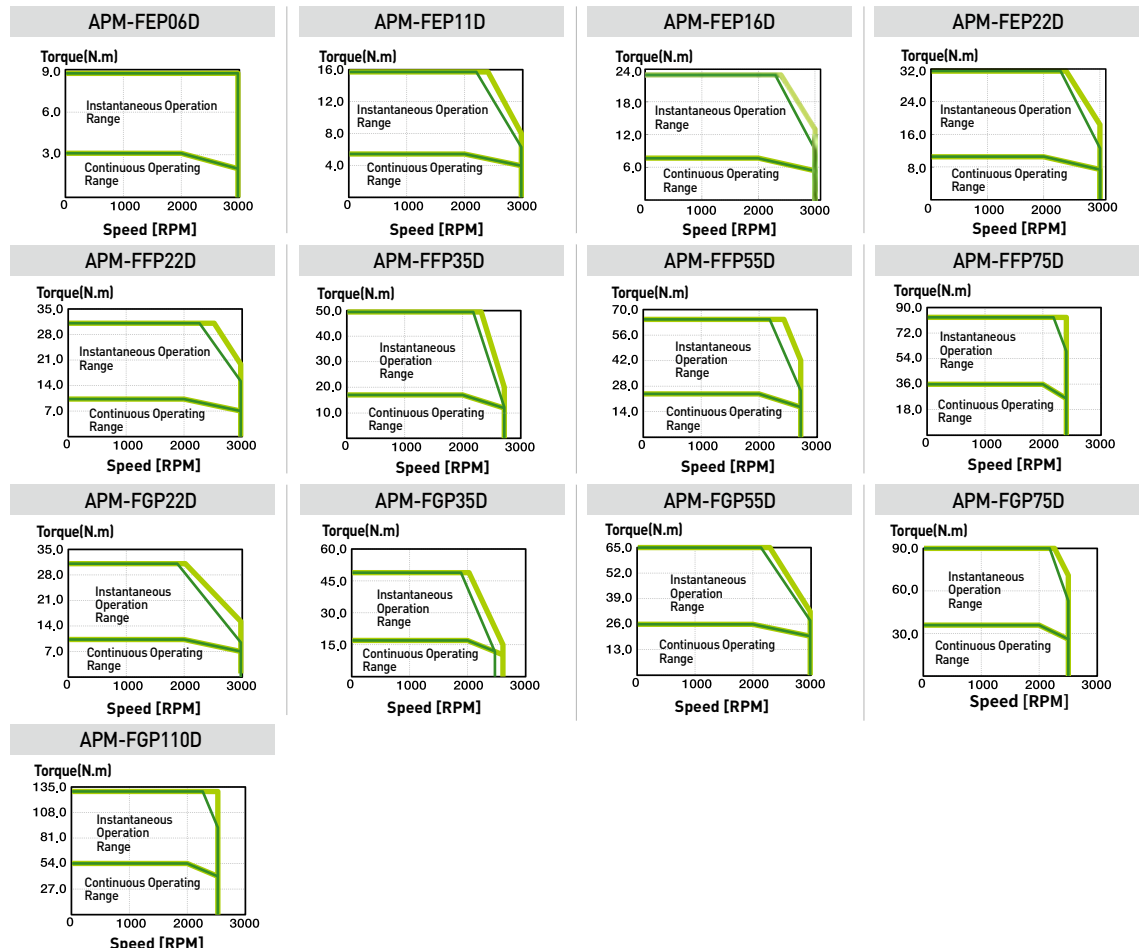 APM-FEP06D
Torque(N.m)
9.0
6.0
3.0
Instantaneous Operation
Range
Continuous Operating
Range
0 1000 2000 3000
Speed [RPM]
APM-FEP11D
Torque(N.m)
16.0
12.0
8,0
4.0
Instantaneous Operation
Range
Continuous Operating
Range
0 1000 2000 3000
Speed [RPM]
APM-FEP16D
Torque(N.m)
24.0
18.0
12.0
6.0
Instantaneous Operation
Range
Continuous Operating
Range
0 1000 2000 3000
Speed [RPM]
APM-FEP22D
Torque(N.m)
32.0
24.0
16.0
8,0
Instantaneous Operation
Range
Continuous Operating
Range
0 1000 2000 3000
Speed [RPM]
APM-FFP22D
Torque(N.m)
35,0
28,0
21,0
14,0
7,0
Instantaneous Operation
Range
Continuous Operating
Range
0 1000 2000 3000
Speed [RPM]
APM-FFP35D
Torque(N.m)
50,0
40,0
30,0
20,0
10,0
Instantaneous
Operation
Range
Continuous Operating
Range
0 1000 2000 3000
Speed [RPM]
APM-FFP55D
Torque(N.m)
70,0
56,0
42,0
28,0
14,0
Instantaneous
Operation
Range
Continuous Operating
Range
0 1000 2000 3000
Speed [RPM]
APM-FFP75D
Torque(N.m)
90,0
72,0
54,0
36,0
18,0
Instantaneous
Operation
Range
Continuous Operating
Range
0 1000 2000 3000
Speed [RPM]
APM-FGP22D
Torque(N.m)
35,0
28,0
21,0
14,0
7,0
Instantaneous
Operation
Range
Continuous Operating
Range
0 1000 2000 3000
Speed [RPM]
APM-FGP35D
Torque(N.m)
60,0
45,0
30,0
15,0
Instantaneous
Operation
Range
Continuous Operating
Range
0 1000 2000 3000
Speed [RPM]
APM-FGP55D
Torque(N.m)
65,0
52,0
39,0
26,0
13,0
Instantaneous
Operation
Range
Continuous Operating
Range
0 1000 2000 3000
Speed [RPM]
APM-FGP75D
Torque(N.m)
90,0
60,0
30,0
Instantaneous
Operation
Range
Continuous Operating
Range
0 1000 2000 3000
Speed [RPM]
APM-FGP110D
Torque(N.m)
135,0
108,0
81,0
54,0
27,0
Instantaneous
Operation
Range
Continuous Operating
Range
0 1000 2000 3000
Speed [RPM]